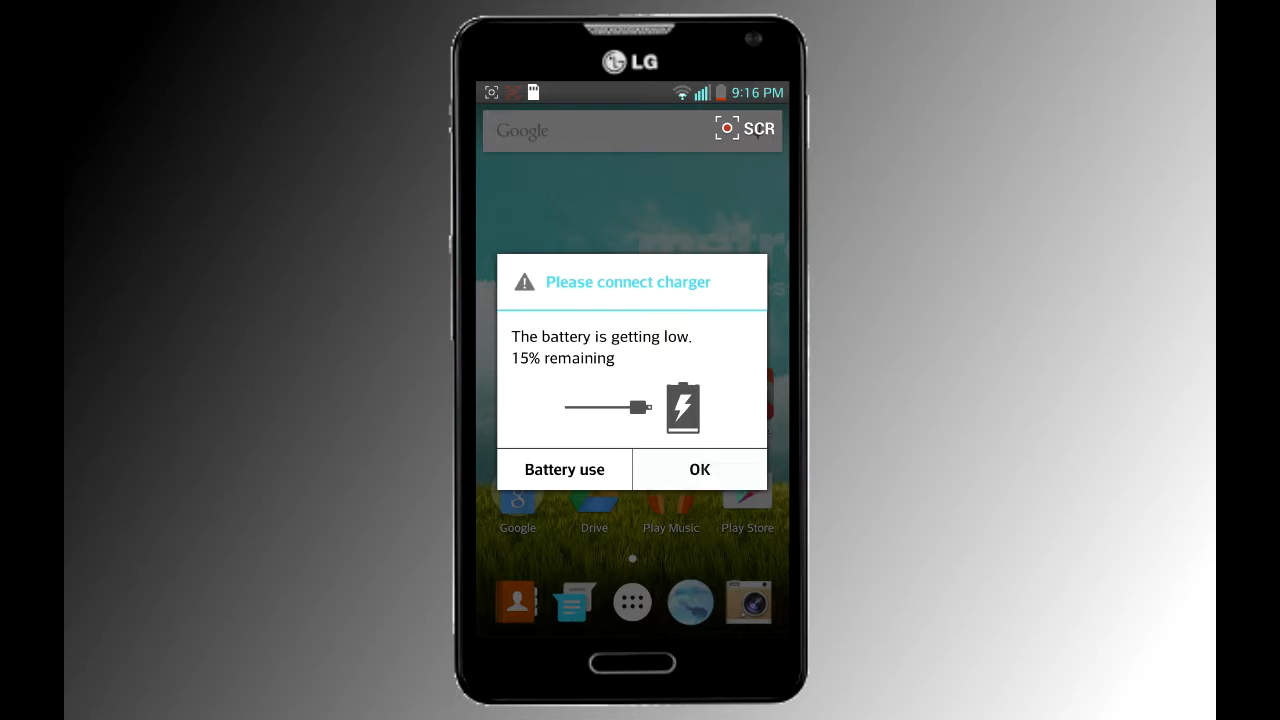 LG
9:16 PM
Google
SCR
Please connect charger
The battery is getting low.
15% remaining
Battery use
OK
Google
Drive
Play Music
Play Store